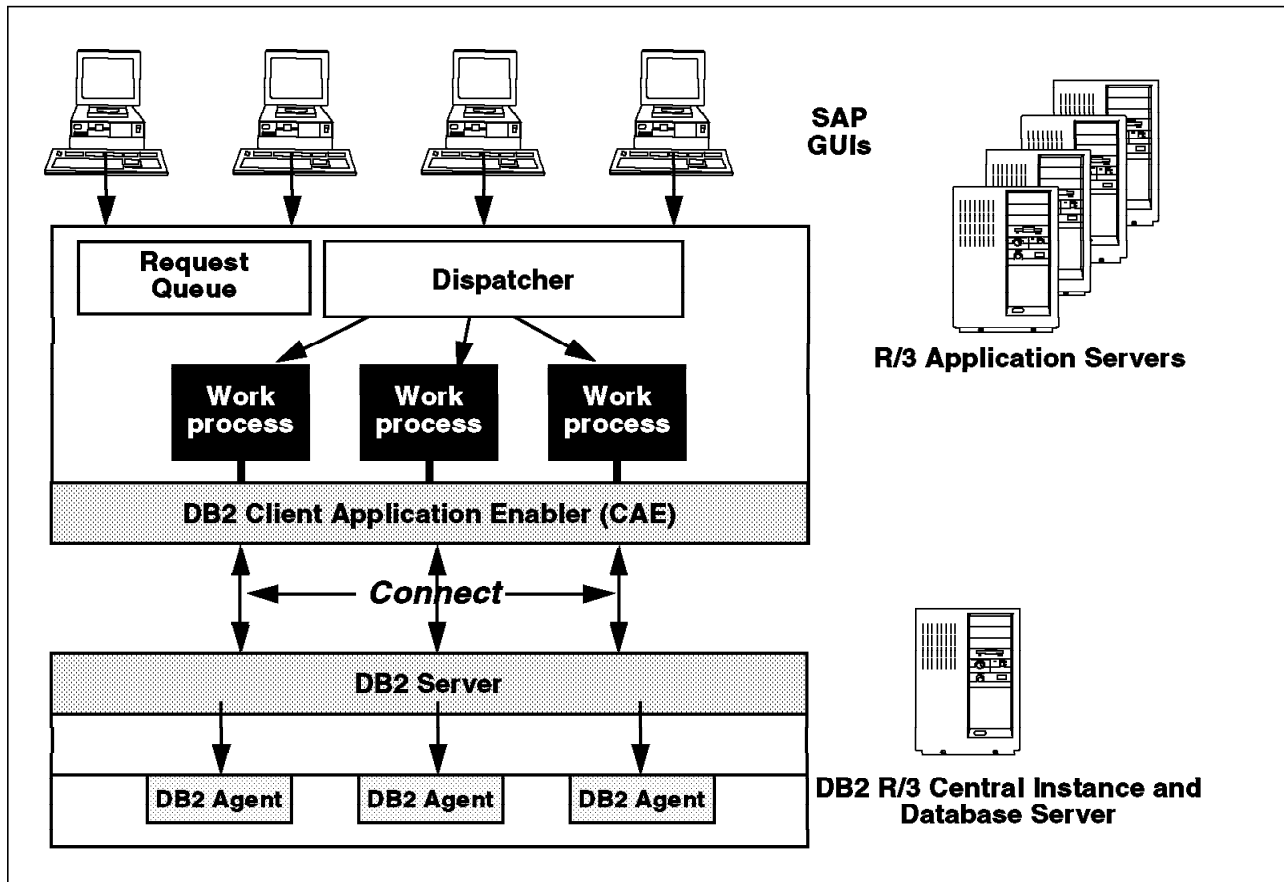 SAP
GUIs
Request
Queue
Dispatcher
R/3 Application Servers
Work
process
Work
process
Work
process
DB2 Client Application Enabler (CAE)
Connect
DB2 Server
DB2 Agent
DB2 Agent
DB2 Agent
DB2 R/3 Central Instance and
Database Server